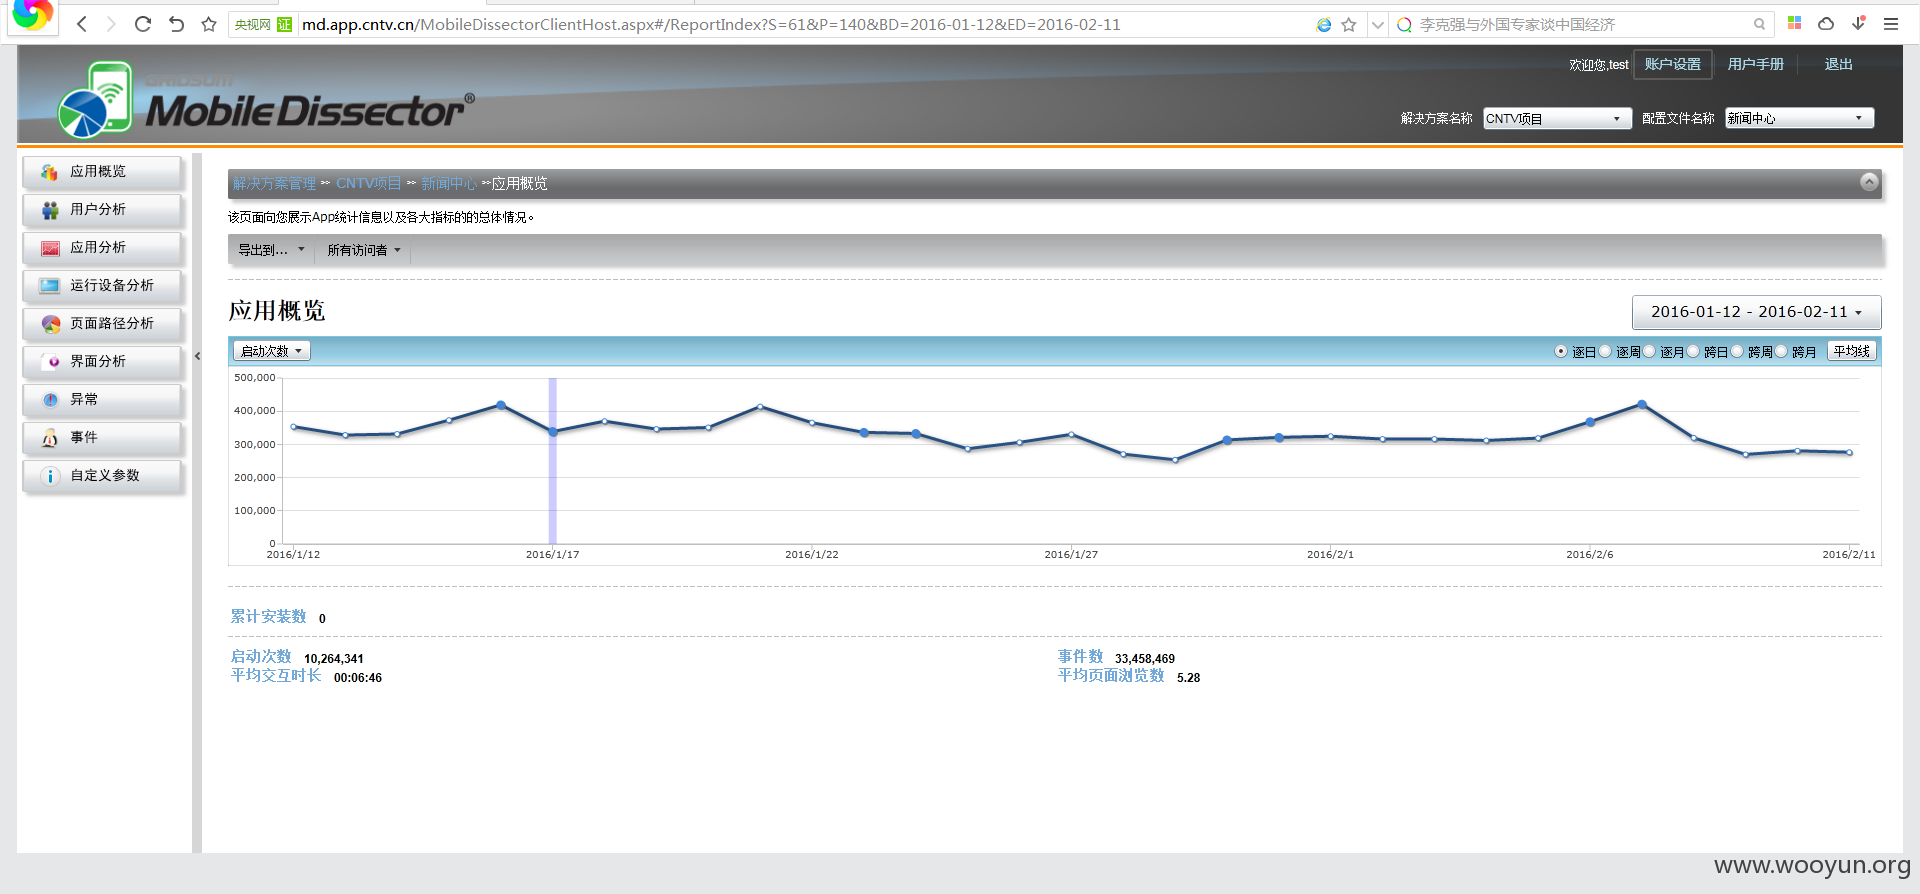 央视网 证 md.app.cntv.cn/MobileDissectorClientHost.aspx#/ReportIndex?S=61&P=140&BD=2016-01-12&ED=2016-02-11 李克强与外国专家谈中国经济
欢迎您,test 账户设置 用户手册 退出
GRIDSUM
MobileDissector®
解决方案名称 CNTV项目 配置文件名称 新闻中心
应用概览
用户分析
应用分析
运行设备分析
页面路径分析
界面分析
异常
事件
自定义参数
解决方案管理 CNTV项目 新闻中心 应用概览
该页面向您展示App统计信息以及各大指标的的总体情况。
导出到... 所有访问者
应用概览
2016-01-12 - 2016-02-11
启动次数 逐日 逐周 逐月 跨日 跨周 跨月 平均线
500,000
400,000
300,000
200,000
100,000
0
2016/1/12 2016/1/17 2016/1/22 2016/1/27 2016/2/1 2016/2/6 2016/2/11
累计安装数 0
启动次数 10,264,341 事件数 33,458,469
平均交互时长 00:06:46 平均页面浏览数 5.28
www.wooyun.org